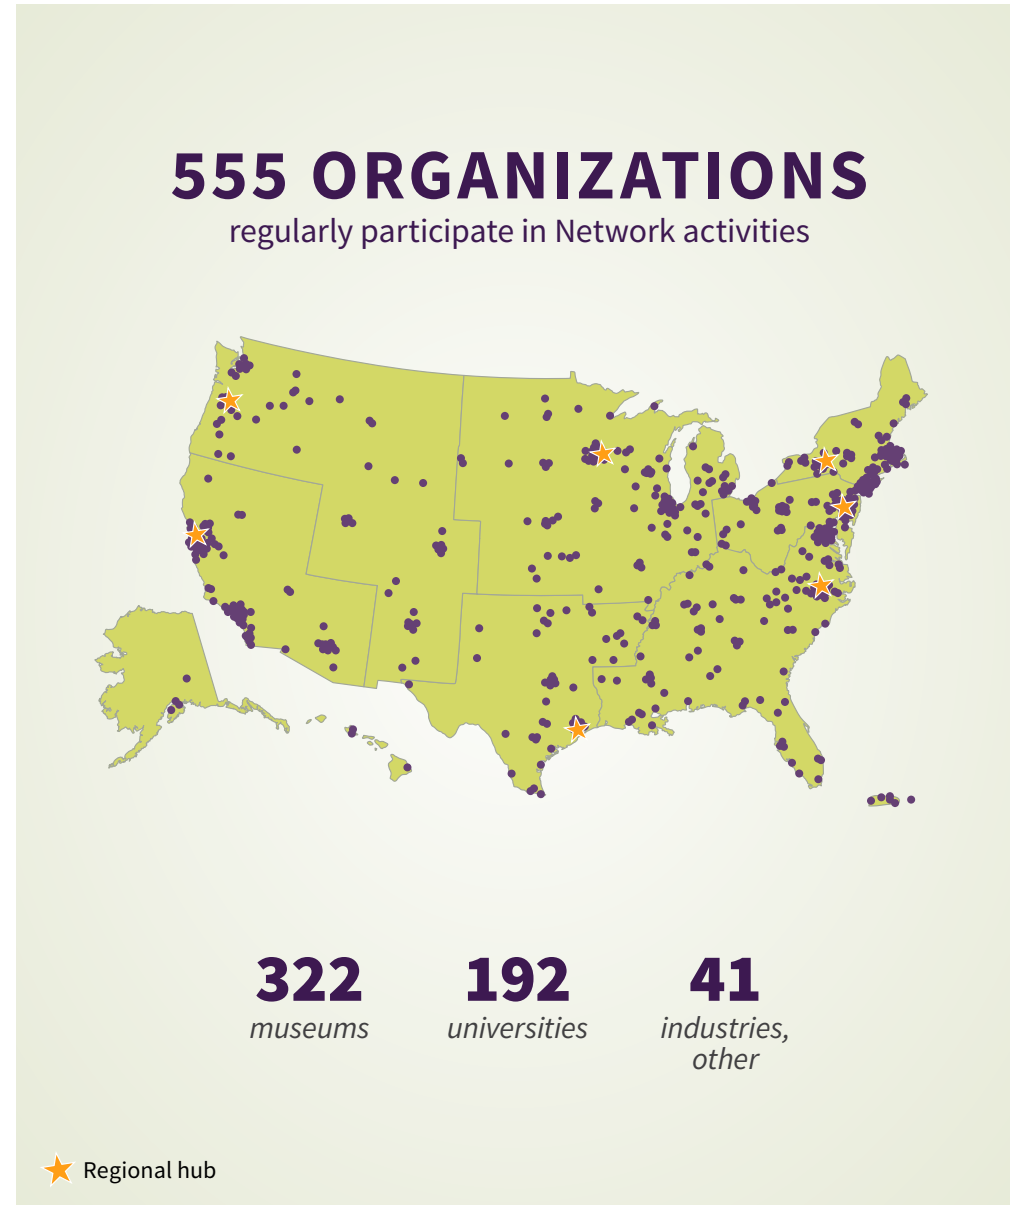 555 ORGANIZATIONS
regularly participate in Network activities
322
museums
192
universities
41
industries,
other
Regional hub